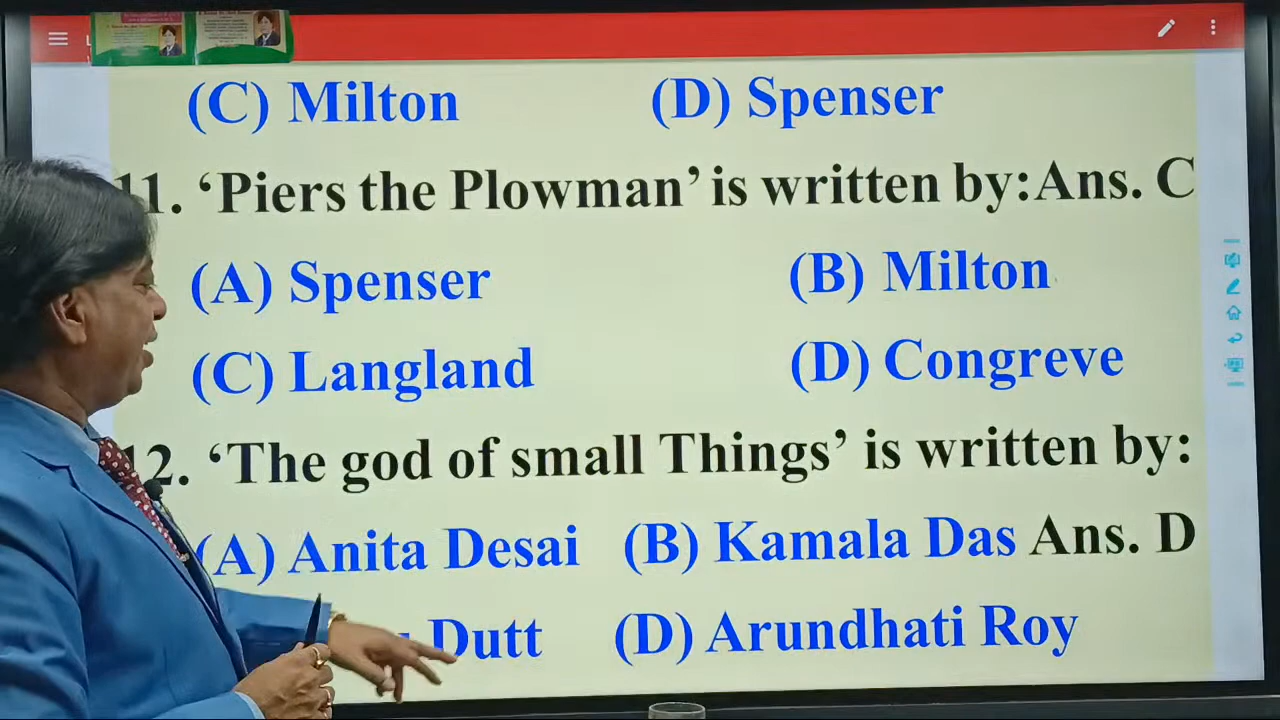 (C) Milton (D) Spenser
11. ‘Piers the Plowman’ is written by: Ans. C
(A) Spenser (B) Milton
(C) Langland (D) Congreve
12. ‘The god of small Things’ is written by:
(A) Anita Desai (B) Kamala Das Ans. D
Dutt (D) Arundhati Roy